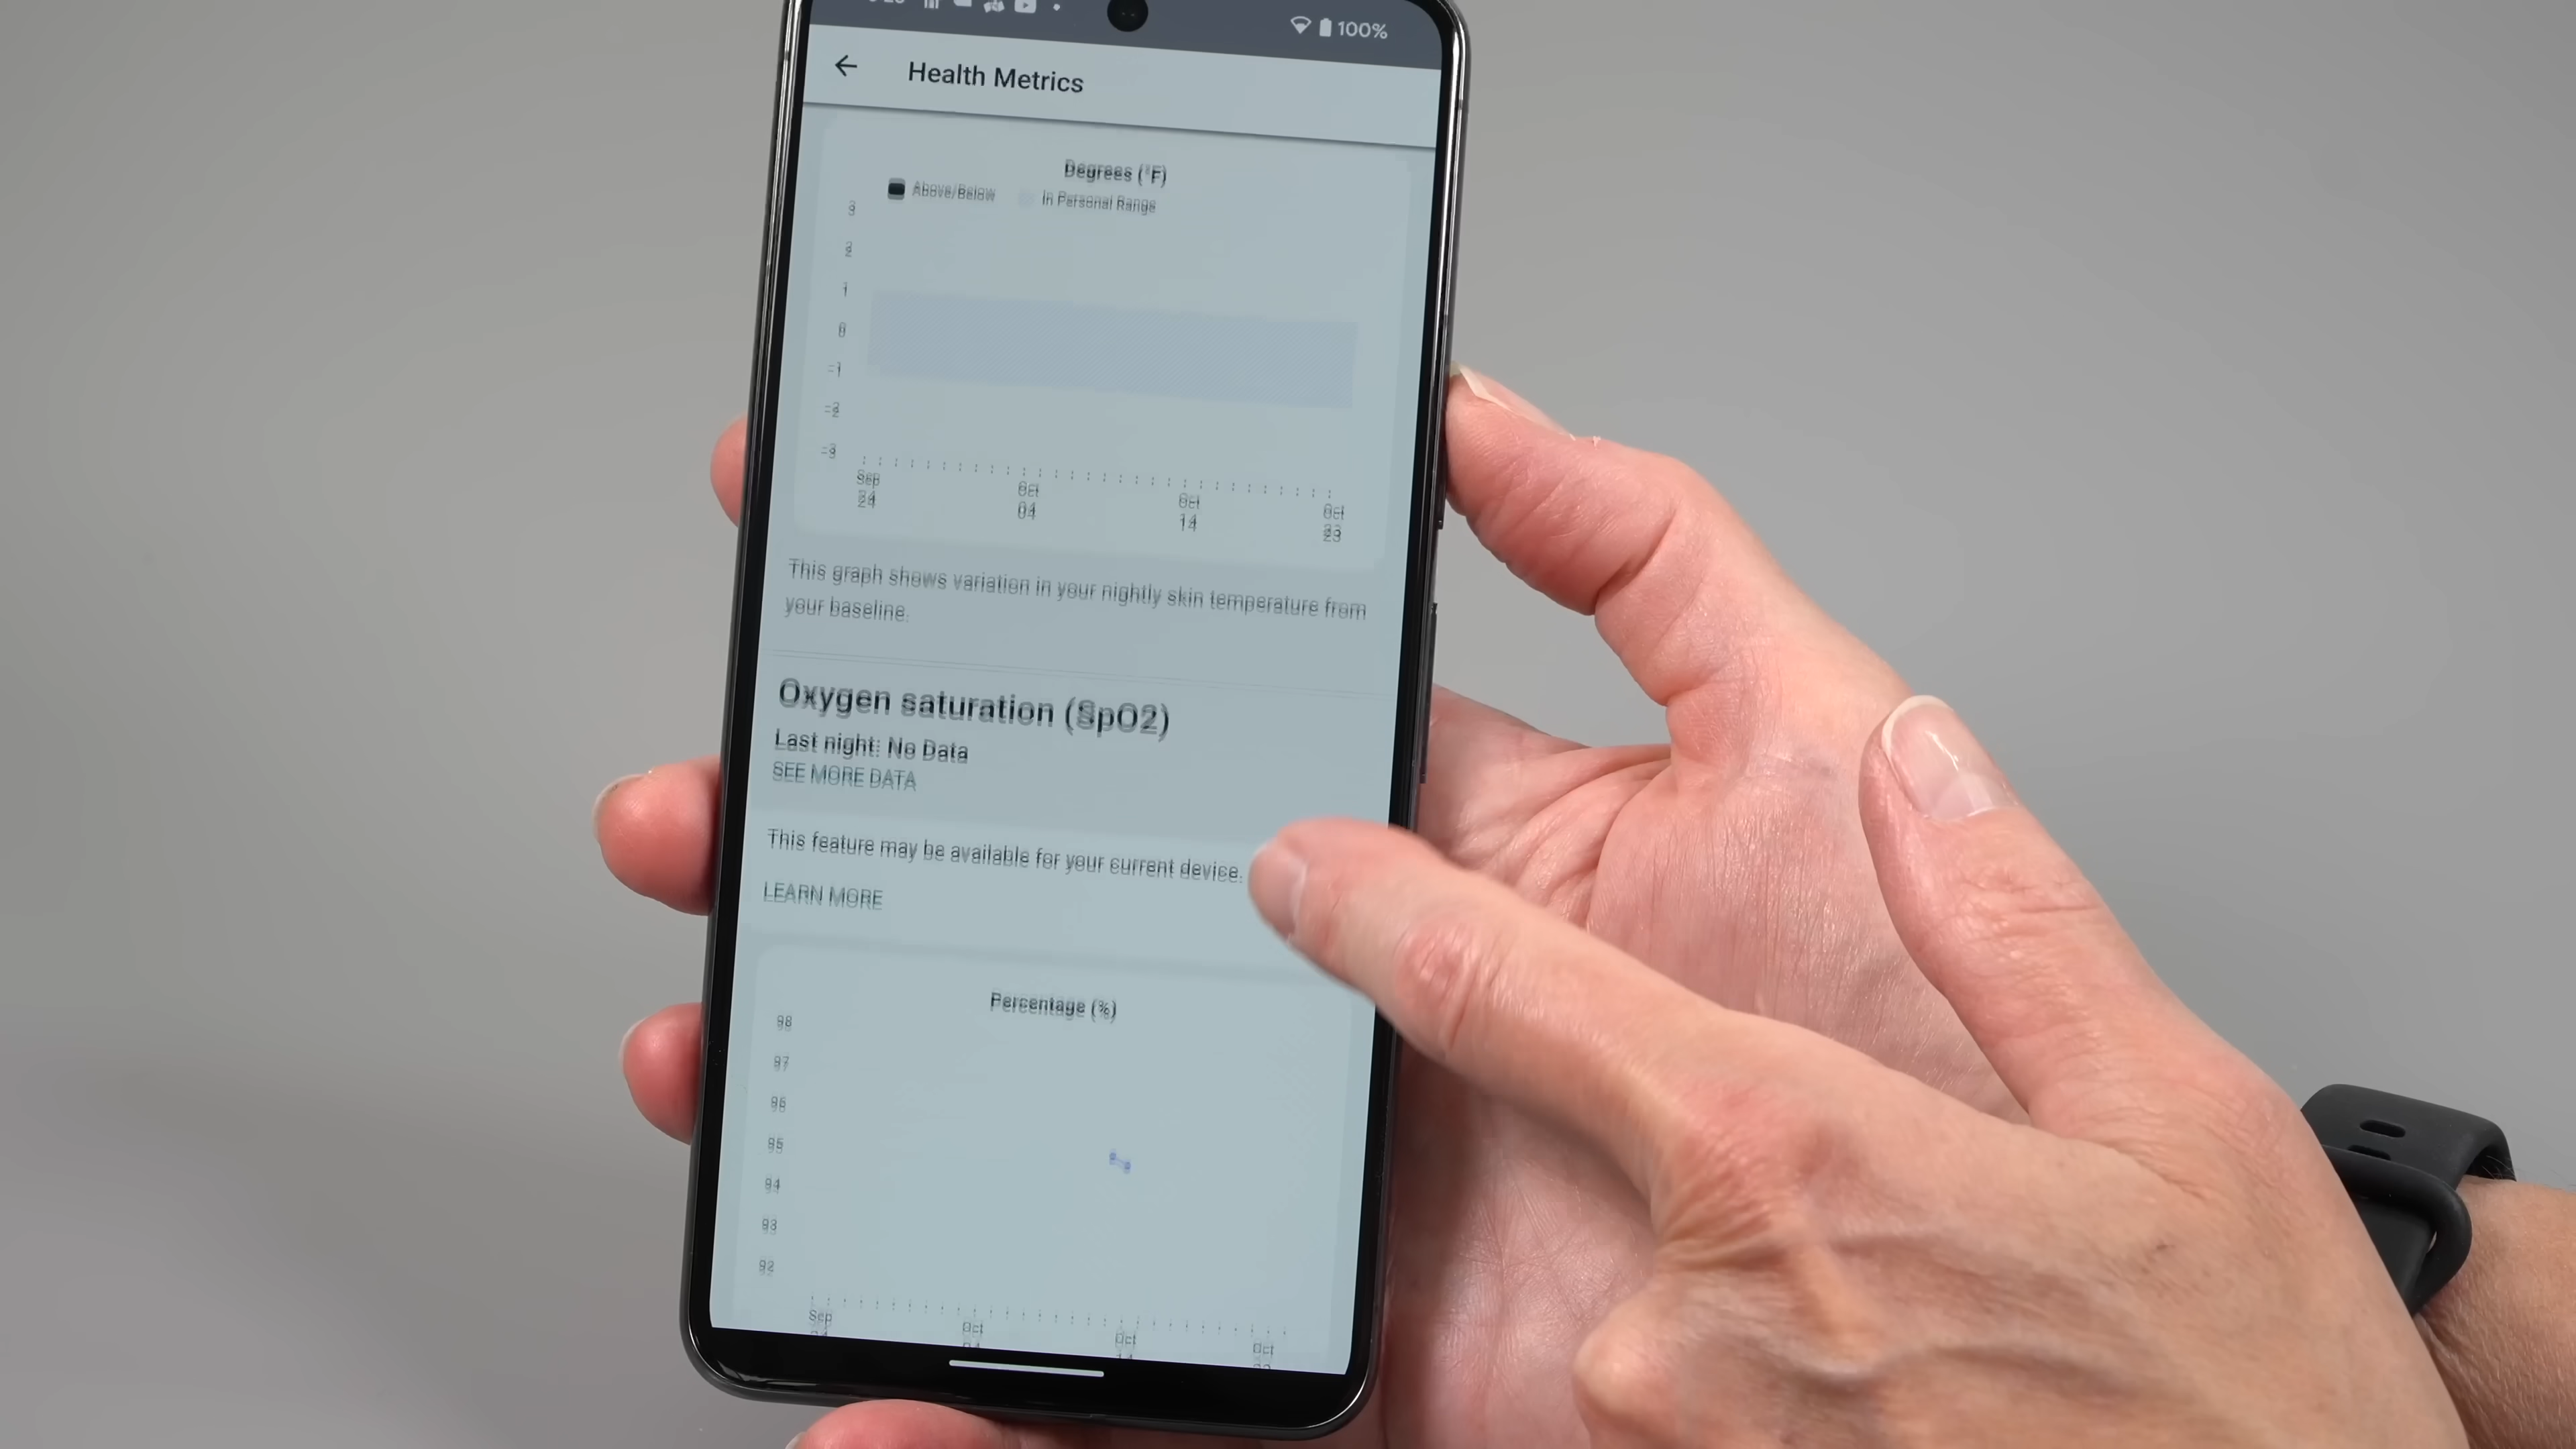 100%
Health Metrics
Degrees (°F)
Above/Below In Personal Range
3
2
1
0
-1
-2
-3
Sep Oct Oct Oct
24 04 14 23
This graph shows variation in your nightly skin temperature from
your baseline.
Oxygen saturation (SpO2)
Last night: No Data
SEE MORE DATA
This feature may be available for your current device.
LEARN MORE
Percentage (%)
98
97
96
95
94
93
92
Sep Oct Oct Oct